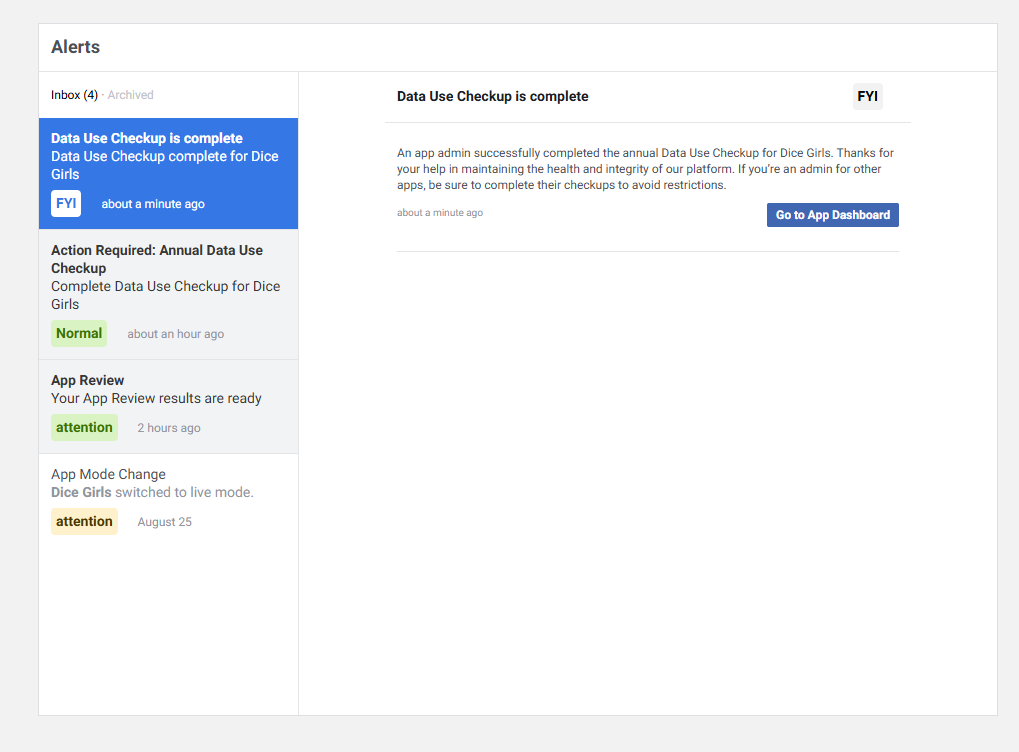 Alerts
Inbox (4) · Archived
Data Use Checkup is complete
Data Use Checkup complete for Dice
Girls
FYI about a minute ago
Action Required: Annual Data Use
Checkup
Complete Data Use Checkup for Dice
Girls
Normal about an hour ago
App Review
Your App Review results are ready
attention 2 hours ago
App Mode Change
Dice Girls switched to live mode.
attention August 25
Data Use Checkup is complete FYI
An app admin successfully completed the annual Data Use Checkup for Dice Girls. Thanks for
your help in maintaining the health and integrity of our platform. If you're an admin for other
apps, be sure to complete their checkups to avoid restrictions.
about a minute ago
Go to App Dashboard